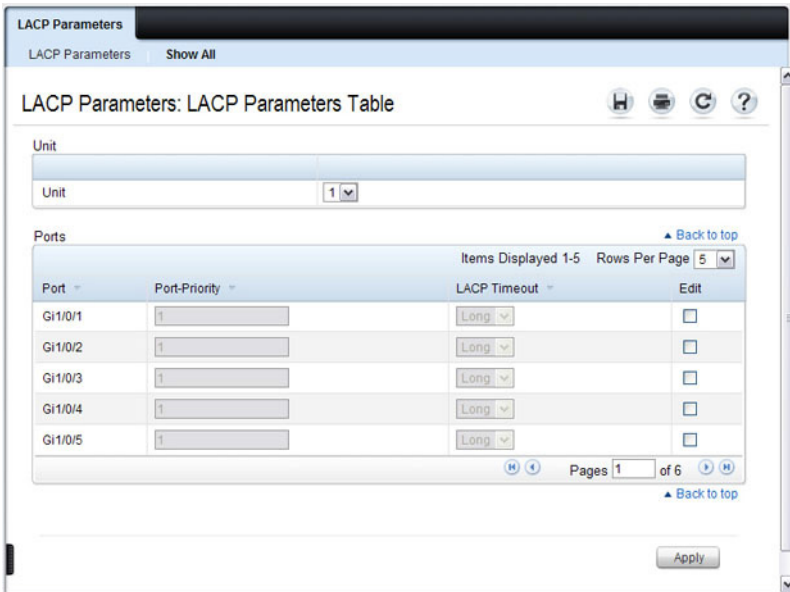 LACP Parameters
LACP Parameters Show All
LACP Parameters: LACP Parameters Table
?
Unit
Unit 1
Ports ▲ Back to top
Items Displayed 1-5 Rows Per Page 5
Port Port-Priority LACP Timeout Edit
Gi1/0/1 1 Long
Gi1/0/2 1 Long
Gi1/0/3 1 Long
Gi1/0/4 1 Long
Gi1/0/5 1 Long
Pages 1 of 6
▲ Back to top
Apply